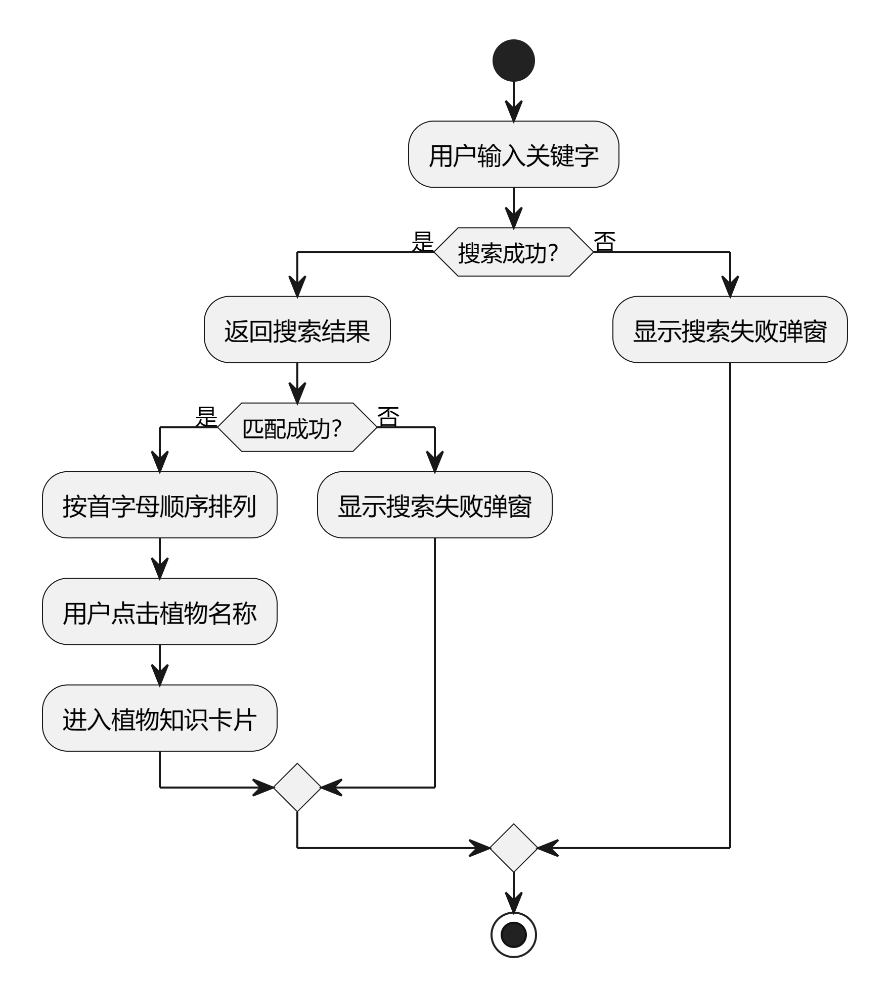 用户输入关键字
是
搜索成功？
否
返回搜索结果
显示搜索失败弹窗
是
匹配成功？
否
按首字母顺序排列
显示搜索失败弹窗
用户点击植物名称
进入植物知识卡片